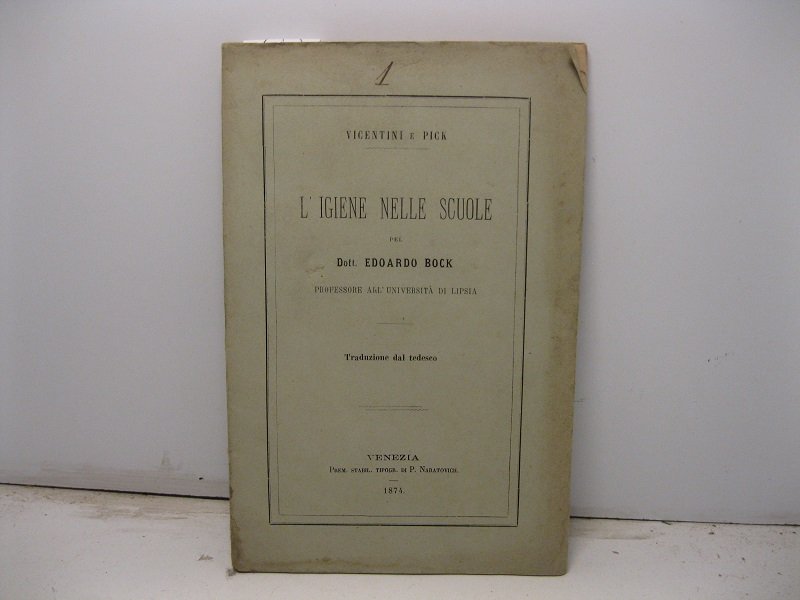 1
VICENTINI E PICK
L' IGIENE NELLE SCUOLE
PEL
Dott. EDOARDO BOCK
PROFESSORE ALL'UNIVERSITÀ DI LIPSIA
Traduzione dal tedesco
VENEZIA
PREM. STABIL. TIPOGR. DI P. NARATOVICH.
1874.